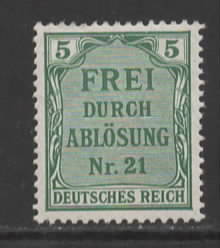 5 5
FREI
DURCH
ABLÖSUNG
Nr. 21
DEUTSCHES REICH